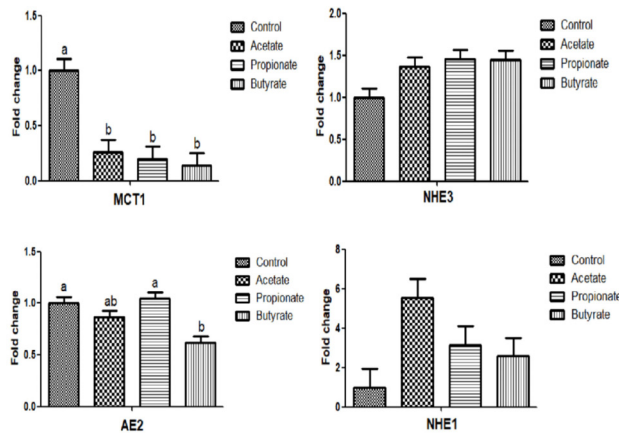 1.5
1.0
0.5
0.0
Fold change
a
b
b
b
MCT1
Control
Acetate
Propionate
Butyrate
2.0
1.5
1.0
0.5
0.0
Fold change
NHE3
Control
Acetate
Propionate
Butyrate
1.5
1.0
0.5
0.0
Fold change
a
ab
a
b
AE2
Control
Acetate
Propionate
Butyrate
8
6
4
2
0
Fold change
NHE1
Control
Acetate
Propionate
Butyrate